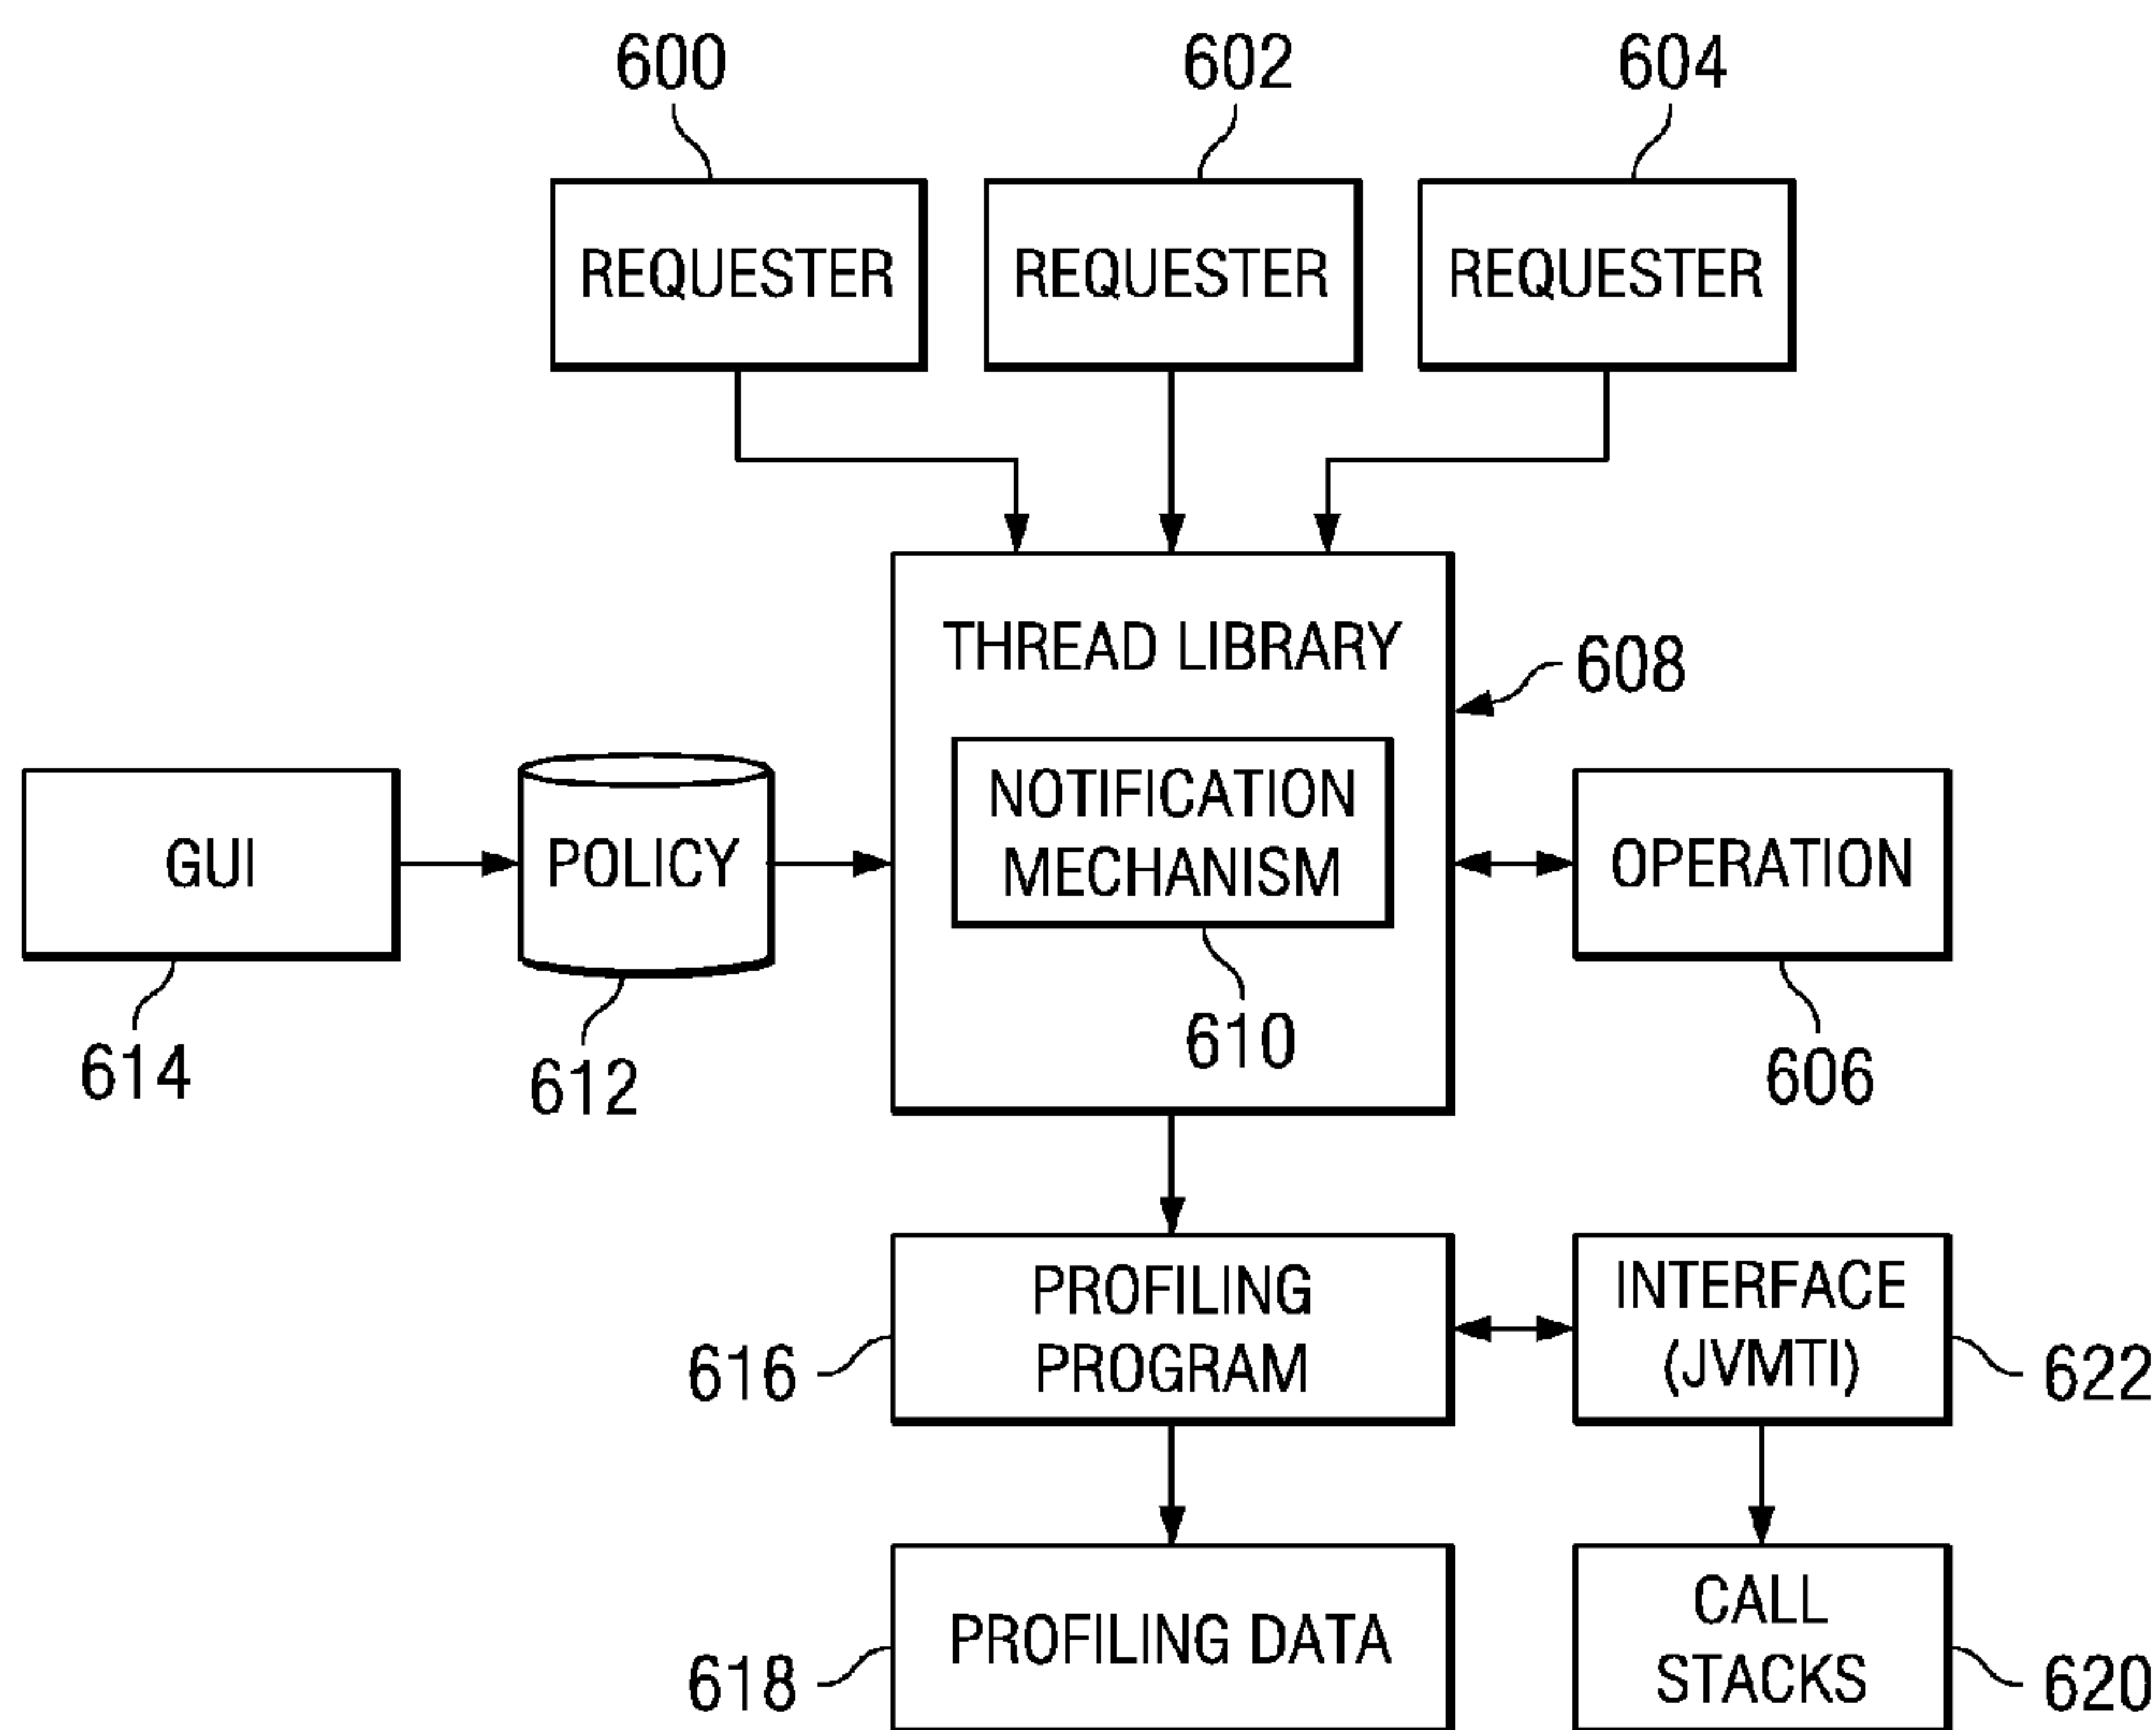 600
602
604
REQUESTER
REQUESTER
REQUESTER
THREAD LIBRARY
608
NOTIFICATION
MECHANISM
GUI
POLICY
OPERATION
610
614
612
606
PROFILING
PROGRAM
INTERFACE
(JVMTI)
616
622
PROFILING DATA
CALL
STACKS
618
620